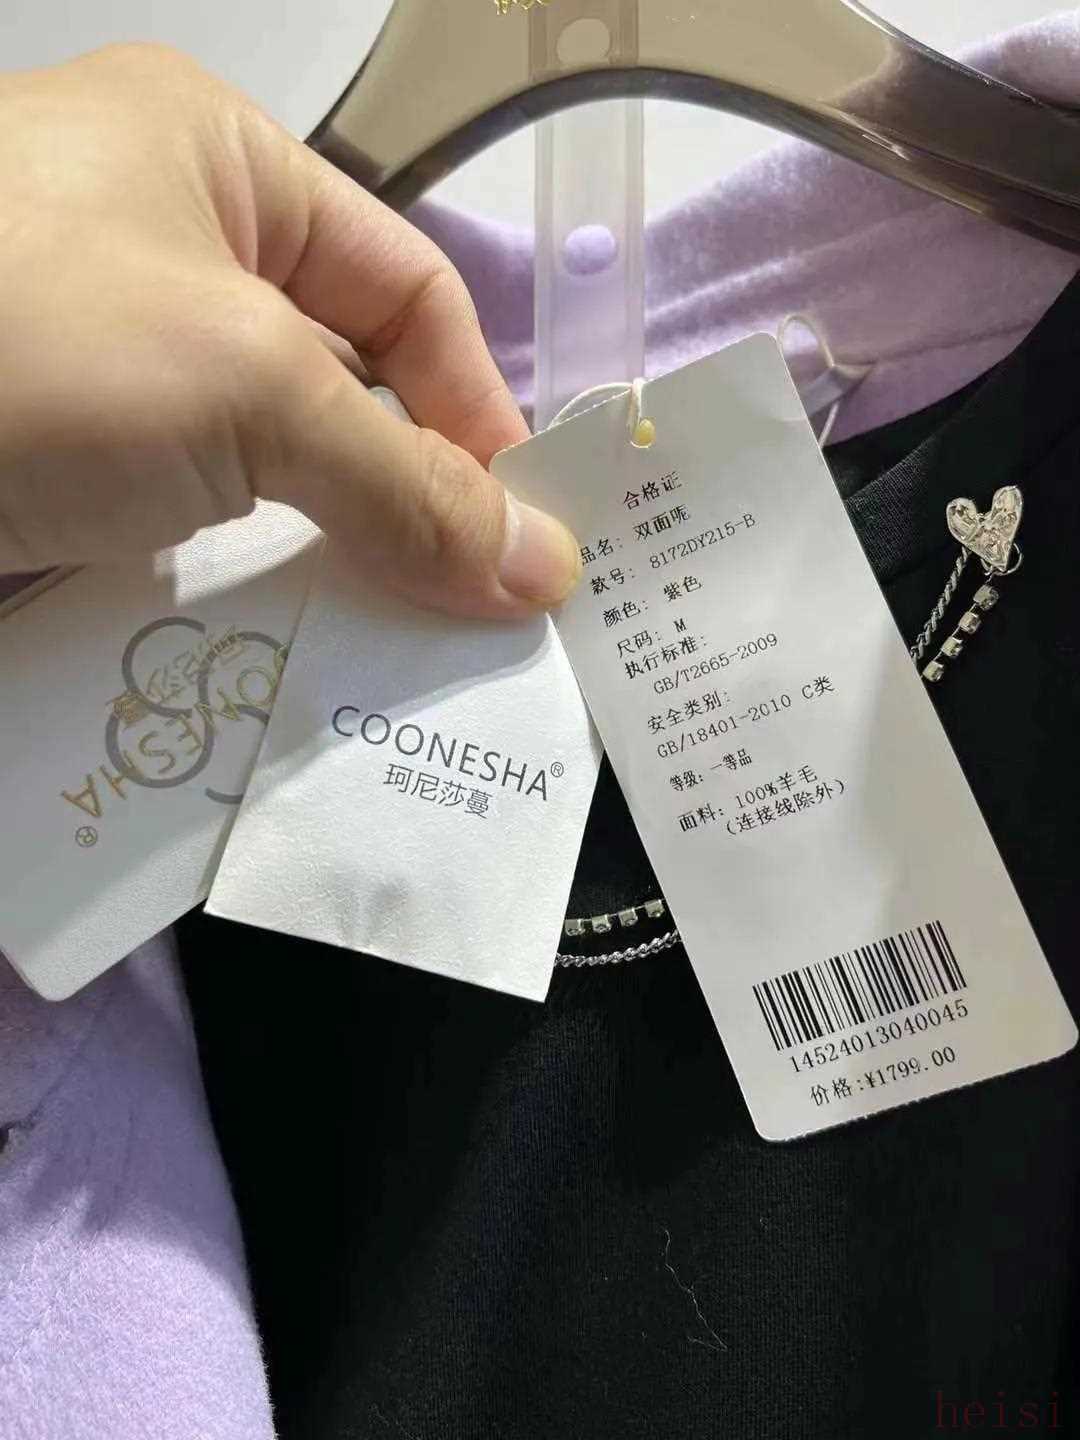 COONESHA®
珂尼莎蔓
COONESHA
®
合格证
品名: 双面呢
款号: 8172DY215-B
颜色: 紫色
尺码: M
执行标准:
GB/T2665-2009
安全类别:
GB/18401-2010 C类
等级: 一等品
面料: 100%羊毛
(连接线除外)
14524013040045
价格:¥1799.00
heisi